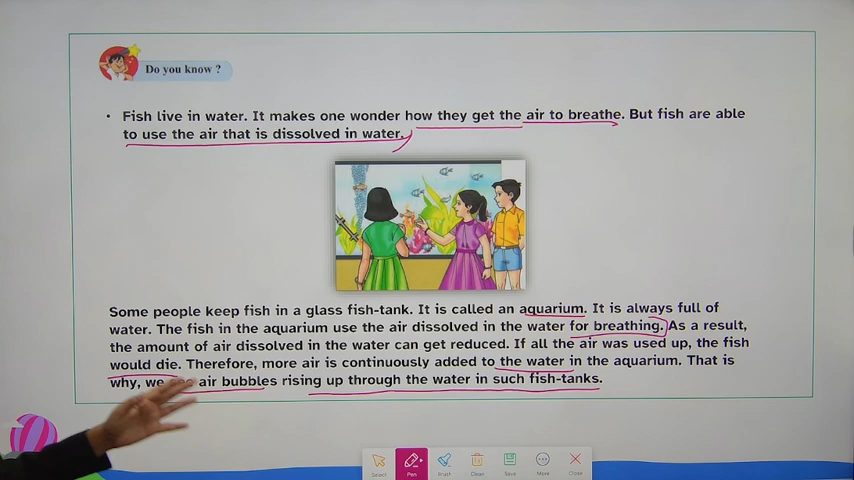 Do you know ?
• Fish live in water. It makes one wonder how they get the air to breathe. But fish are able
to use the air that is dissolved in water.
Some people keep fish in a glass fish-tank. It is called an aquarium. It is always full of
water. The fish in the aquarium use the air dissolved in the water for breathing. As a result,
the amount of air dissolved in the water can get reduced. If all the air was used up, the fish
would die. Therefore, more air is continuously added to the water in the aquarium. That is
why, we see air bubbles rising up through the water in such fish-tanks.
Select Pen Brush Clean Save More Close